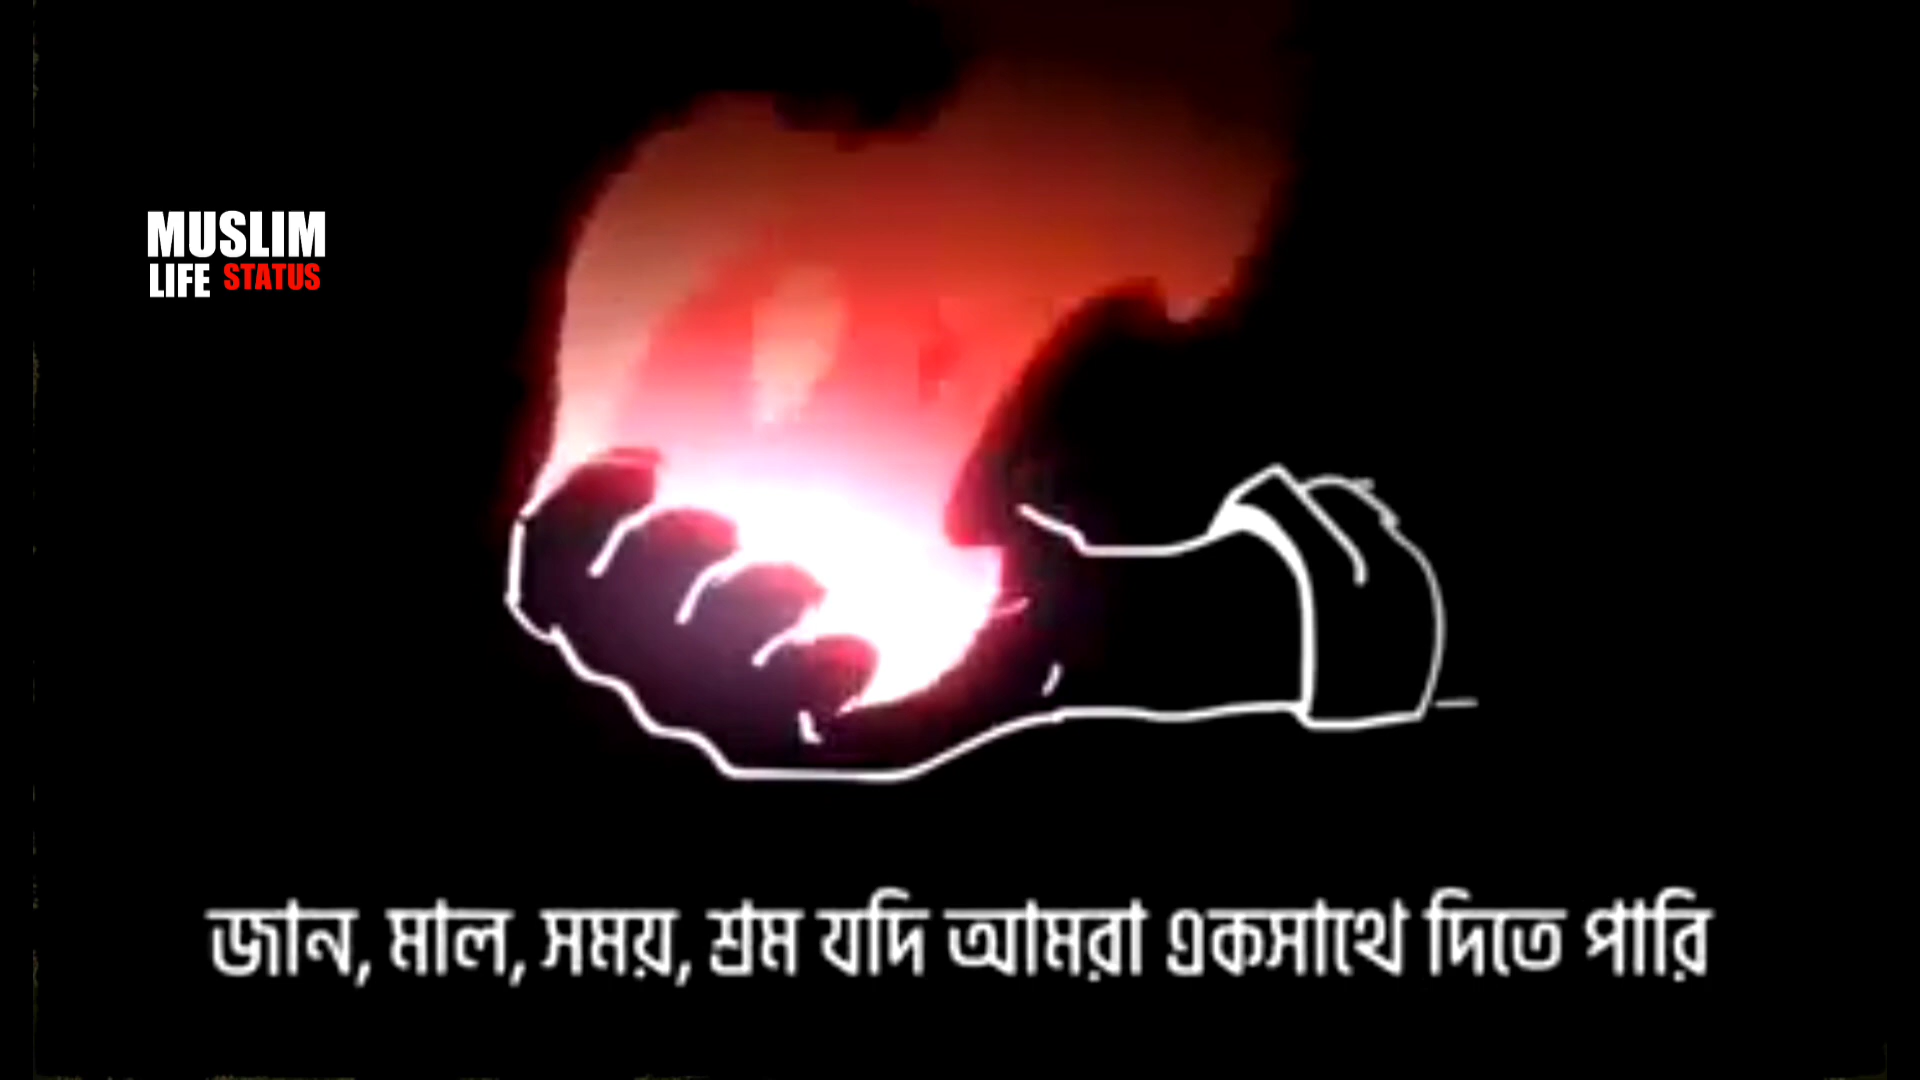 MUSLIM
LIFE STATUS
জান, মাল, সময়, শ্রম যদি আমরা একসাথে দিতে পারি